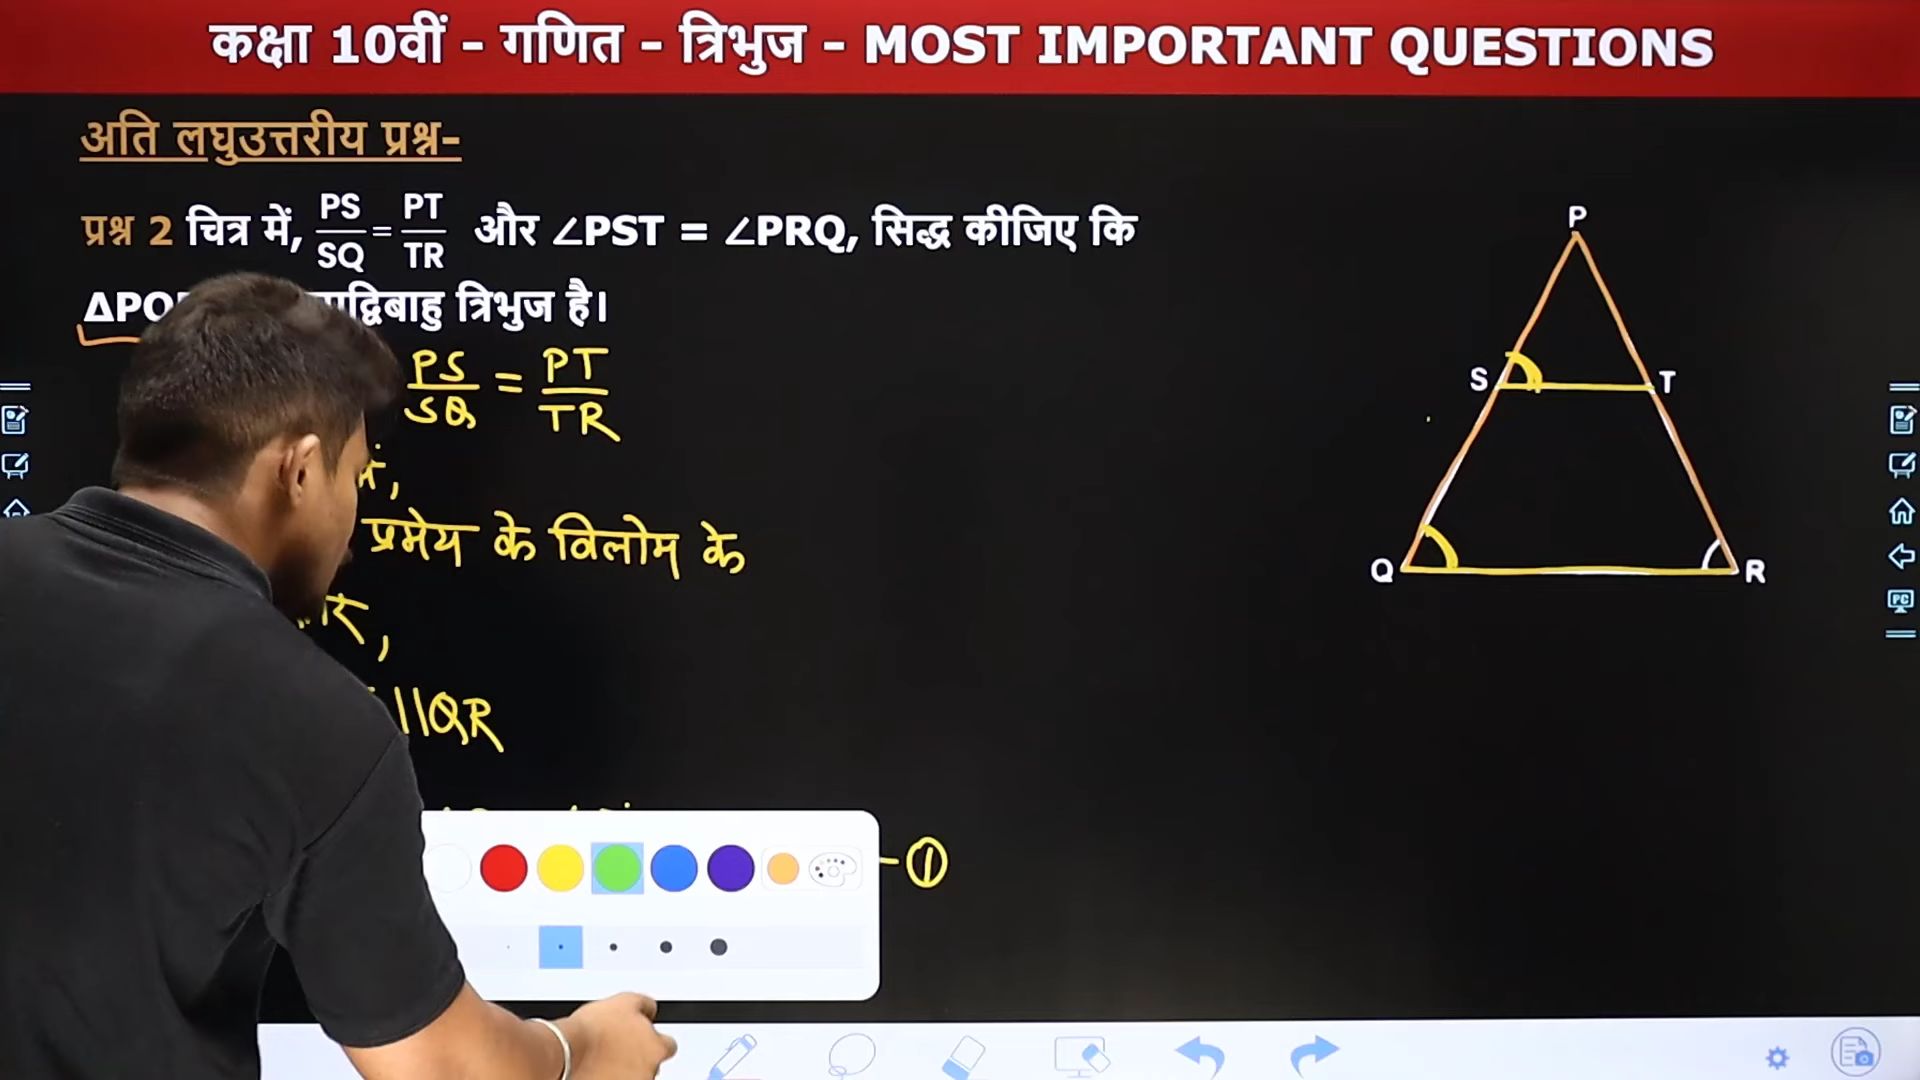 कक्षा 10वीं - गणित - त्रिभुज - MOST IMPORTANT QUESTIONS
अति लघुउत्तरीय प्रश्न-
प्रश्न 2 चित्र में, PS/SQ = PT/TR और ∠PST = ∠PRQ, सिद्ध कीजिए कि
ΔPQ द्विबाहु त्रिभुज है।
PS/SQ = PT/TR
में,
प्रमेय के विलोम के
||QR
- ①
P
S T
Q R
PC